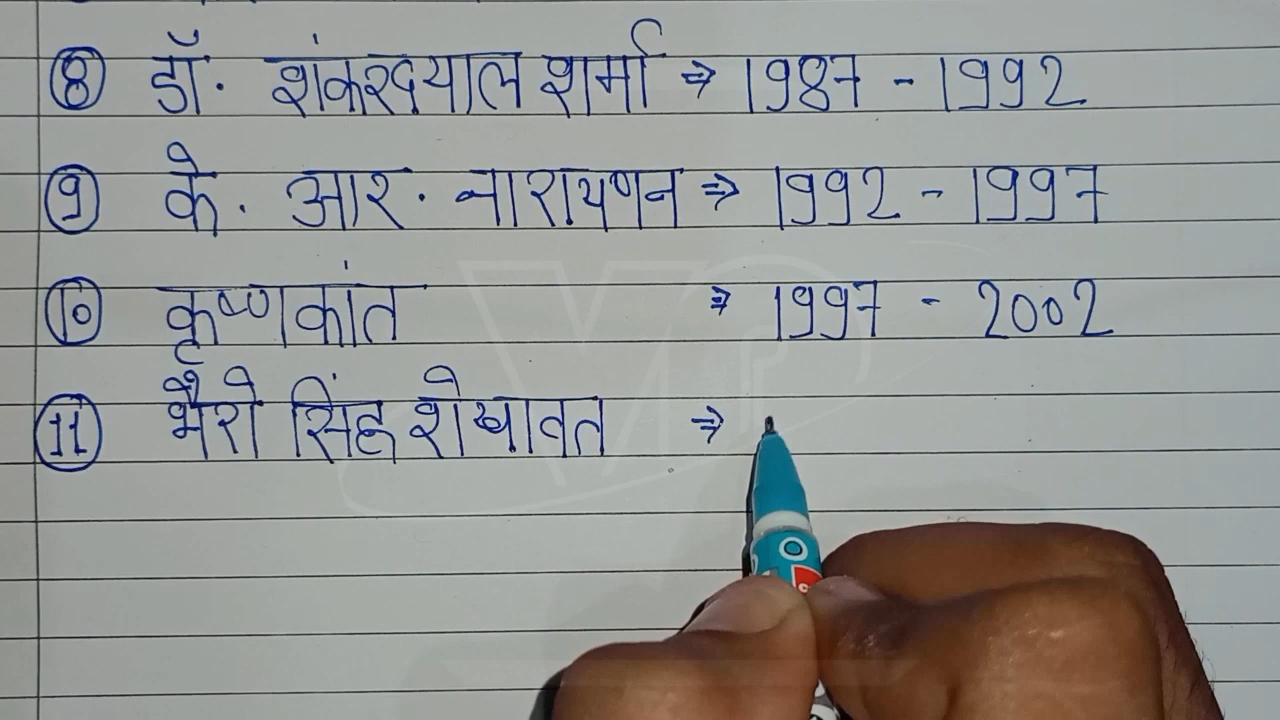 ⑧ डॉ. शंकरदयाल शर्मा ⇒ 1987 - 1992
⑨ के. आर. नारायणन ⇒ 1992 - 1997
⑩ कृष्णकांत ⇒ 1997 - 2002
⑪ भैरो सिंह शेखावत ⇒